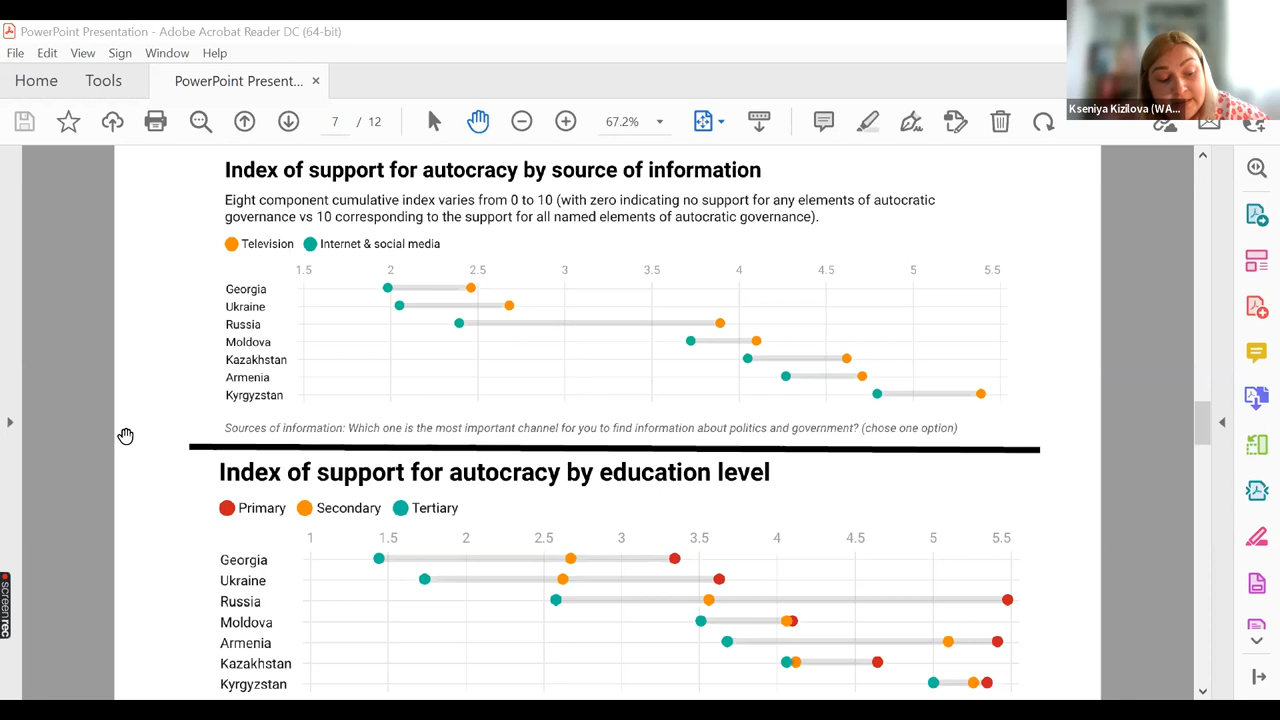 PowerPoint Presentation - Adobe Acrobat Reader DC (64-bit)
File Edit View Sign Window Help
Home Tools PowerPoint Present... ×
7 / 12 67.2%
Kseniya Kizilova (WA...
Index of support for autocracy by source of information
Eight component cumulative index varies from 0 to 10 (with zero indicating no support for any elements of autocratic
governance vs 10 corresponding to the support for all named elements of autocratic governance).
Television Internet & social media
1.5 2 2.5 3 3.5 4 4.5 5 5.5
Georgia
Ukraine
Russia
Moldova
Kazakhstan
Armenia
Kyrgyzstan
Sources of information: Which one is the most important channel for you to find information about politics and government? (chose one option)
Index of support for autocracy by education level
Primary Secondary Tertiary
1 1.5 2 2.5 3 3.5 4 4.5 5 5.5
Georgia
Ukraine
Russia
Moldova
Armenia
Kazakhstan
Kyrgyzstan
screenrec